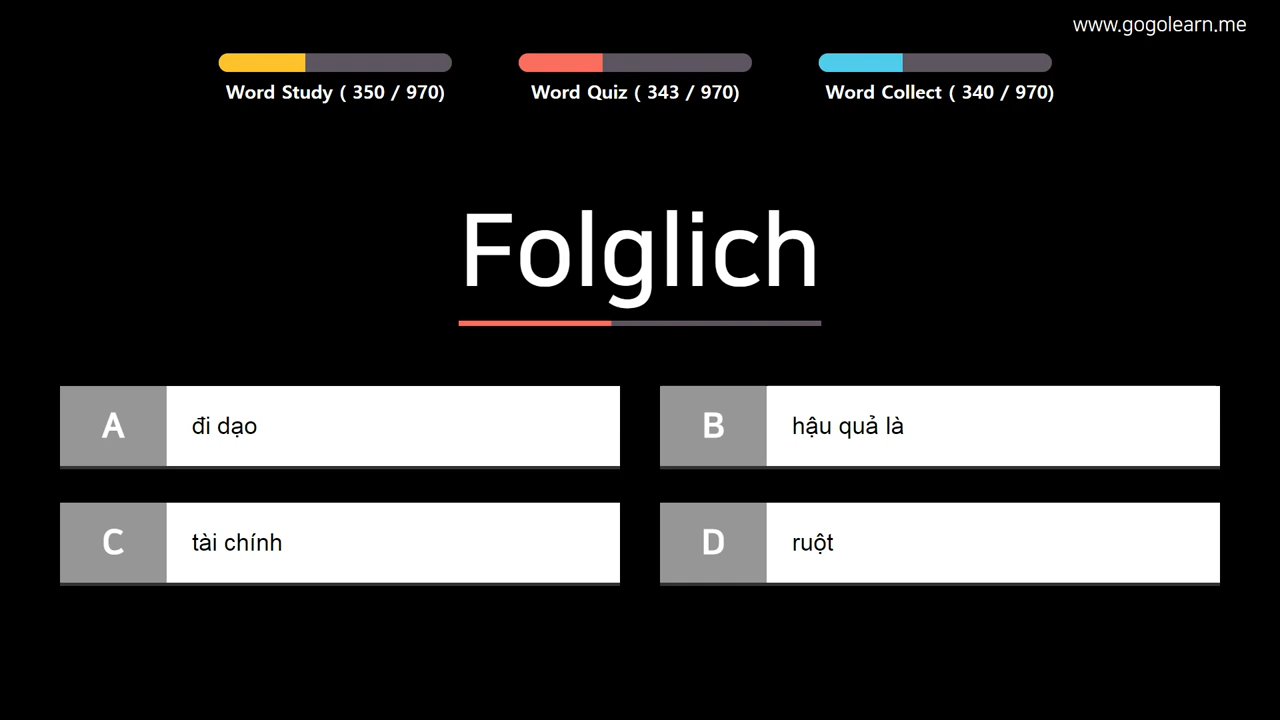 www.gogolearn.me
Word Study ( 350 / 970)
Word Quiz ( 343 / 970)
Word Collect ( 340 / 970)
Folglich
A đi dạo
B hậu quả là
C tài chính
D ruột